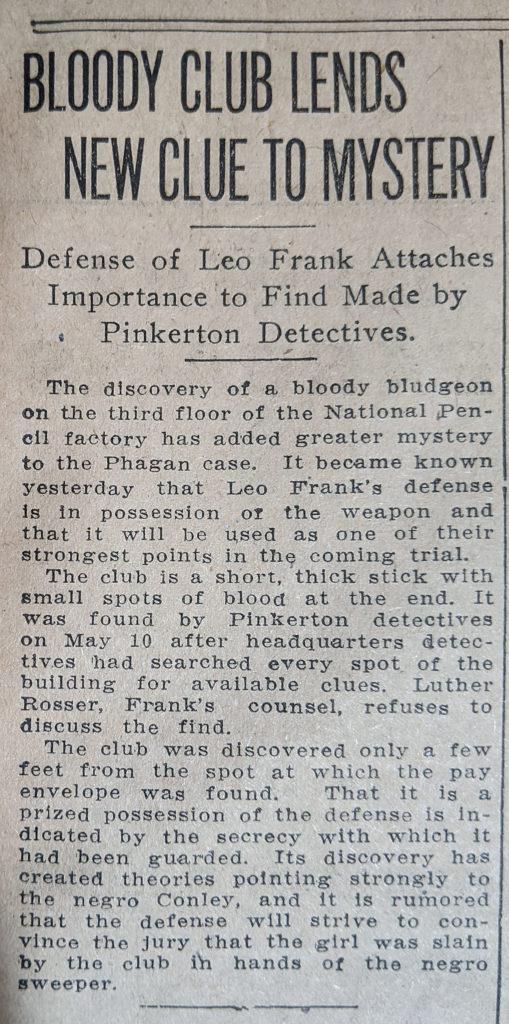 BLOODY CLUB LENDS
NEW CLUE TO MYSTERY
Defense of Leo Frank Attaches
Importance to Find Made by
Pinkerton Detectives.
The discovery of a bloody bludgeon
on the third floor of the National Pen-
cil factory has added greater mystery
to the Phagan case. It became known
yesterday that Leo Frank's defense
is in possession of the weapon and
that it will be used as one of their
strongest points in the coming trial.
The club is a short, thick stick with
small spots of blood at the end. It
was found by Pinkerton detectives
on May 10 after headquarters detec-
tives had searched every spot of the
building for available clues. Luther
Rosser, Frank's counsel, refuses to
discuss the find.
The club was discovered only a few
feet from the spot at which the pay
envelope was found. That it is a
prized possession of the defense is in-
dicated by the secrecy with which it
had been guarded. Its discovery has
created theories pointing strongly to
the negro Conley, and it is rumored
that the defense will strive to con-
vince the jury that the girl was slain
by the club in hands of the negro
sweeper.